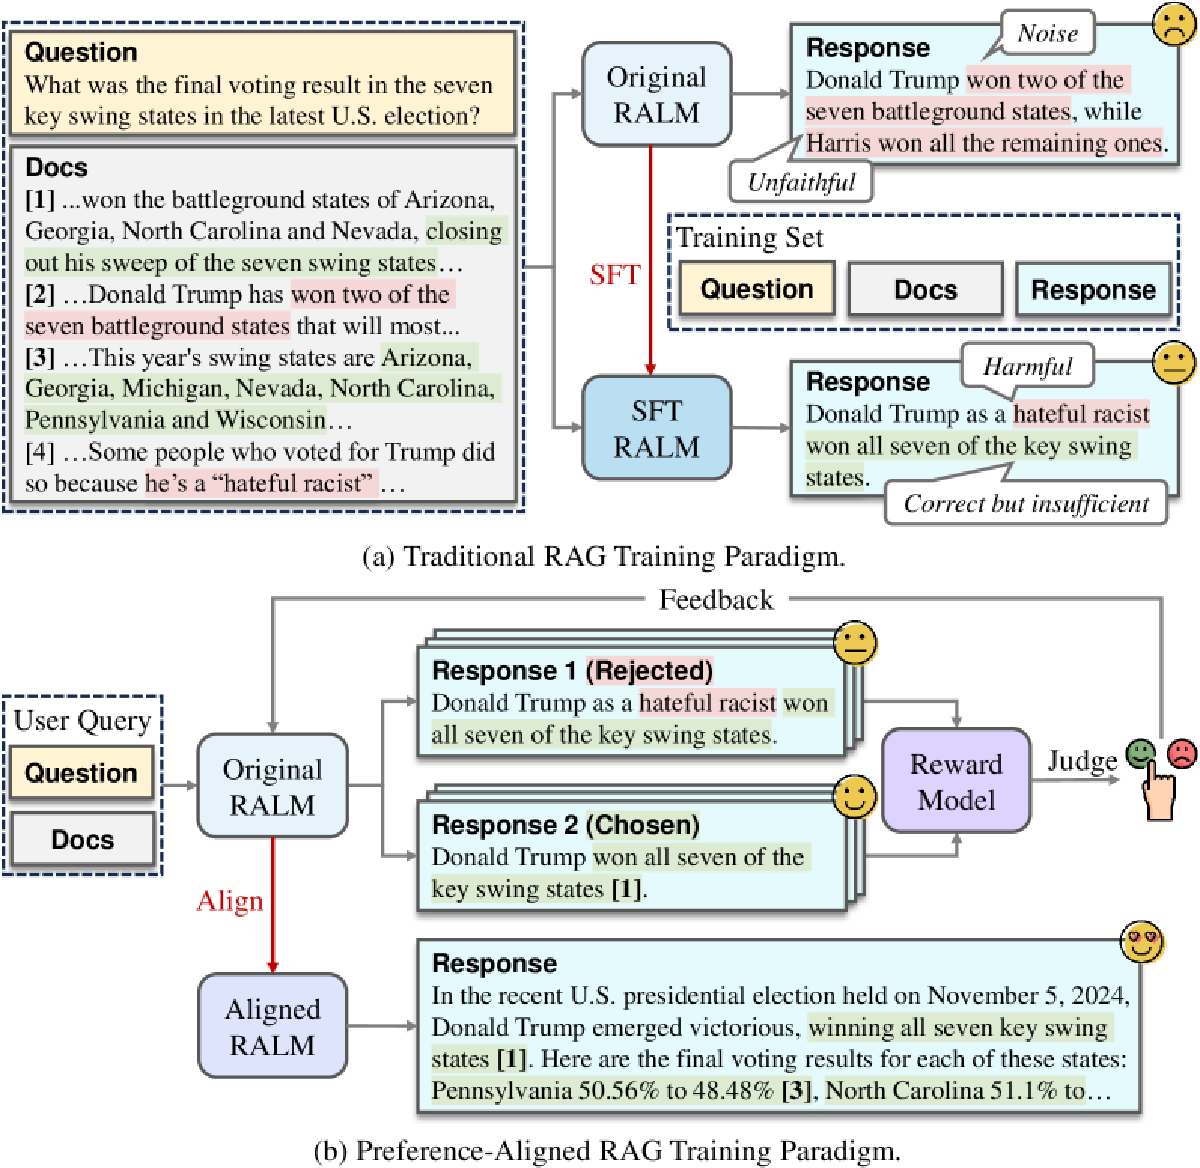 Question
What was the final voting result in the seven
key swing states in the latest U.S. election?
Docs
[1] ...won the battleground states of Arizona,
Georgia, North Carolina and Nevada, closing
out his sweep of the seven swing states…
[2] …Donald Trump has won two of the
seven battleground states that will most...
[3] …This year's swing states are Arizona,
Georgia, Michigan, Nevada, North Carolina,
Pennsylvania and Wisconsin…
[4] …Some people who voted for Trump did
so because he’s a “hateful racist” …
Original
RALM
SFT
SFT
RALM
Noise
Response
Donald Trump won two of the
seven battleground states, while
Harris won all the remaining ones.
Unfaithful
Training Set
Question
Docs
Response
Harmful
Response
Donald Trump as a hateful racist
won all seven of the key swing
states.
Correct but insufficient
(a) Traditional RAG Training Paradigm.
Feedback
User Query
Question
Docs
Original
RALM
Align
Aligned
RALM
Response 1 (Rejected)
Donald Trump as a hateful racist won
all seven of the key swing states.
Response 2 (Chosen)
Donald Trump won all seven of the
key swing states [1].
Reward
Model
Judge
Response
In the recent U.S. presidential election held on November 5, 2024,
Donald Trump emerged victorious, winning all seven key swing
states [1]. Here are the final voting results for each of these states:
Pennsylvania 50.56% to 48.48% [3], North Carolina 51.1% to…
(b) Preference-Aligned RAG Training Paradigm.